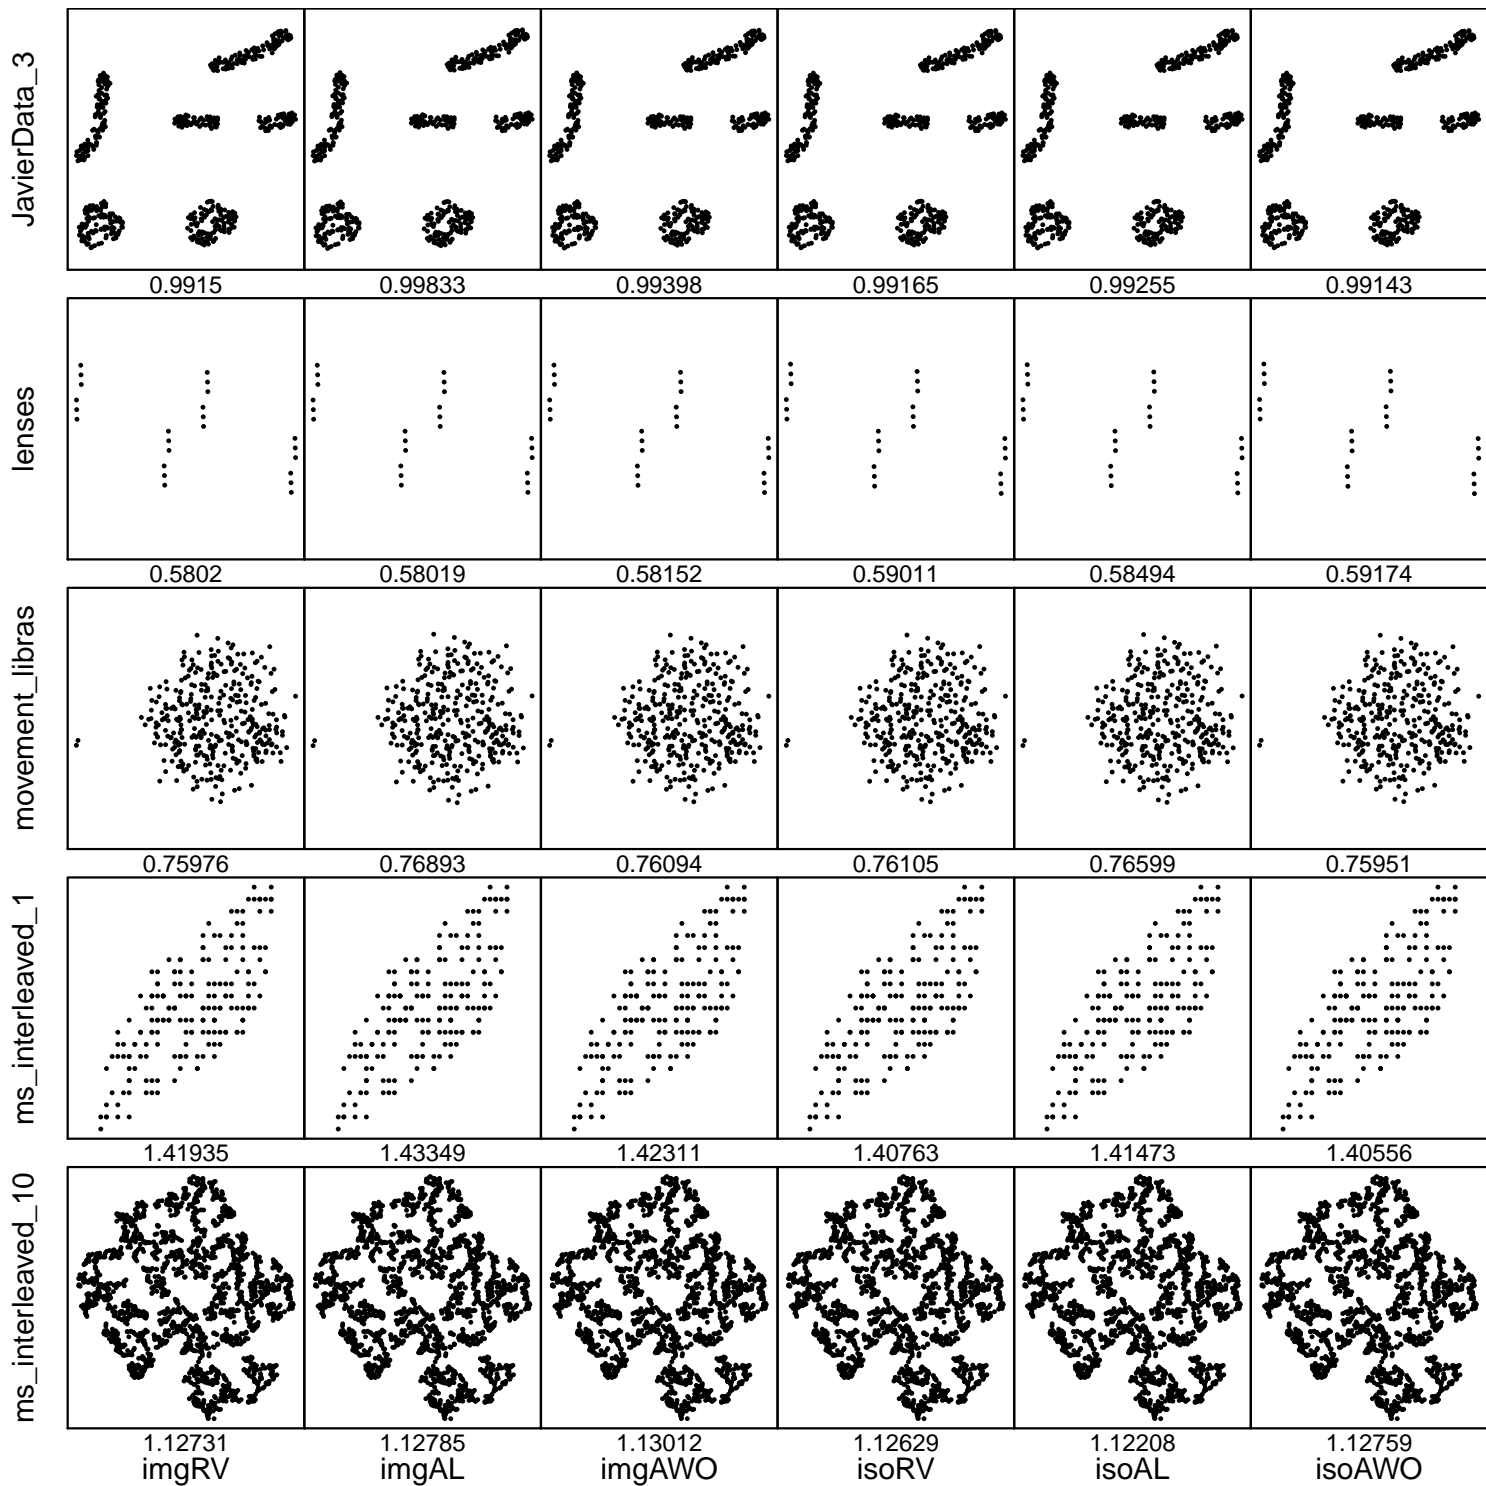 JavierData_3
0.9915 0.99833 0.99398 0.99165 0.99255 0.99143
lenses
0.5802 0.58019 0.58152 0.59011 0.58494 0.59174
movement_libras
0.75976 0.76893 0.76094 0.76105 0.76599 0.75951
ms_interleaved_1
1.41935 1.43349 1.42311 1.40763 1.41473 1.40556
ms_interleaved_10
1.12731 1.12785 1.13012 1.12629 1.12208 1.12759
imgRV imgAL imgAWO isoRV isoAL isoAWO